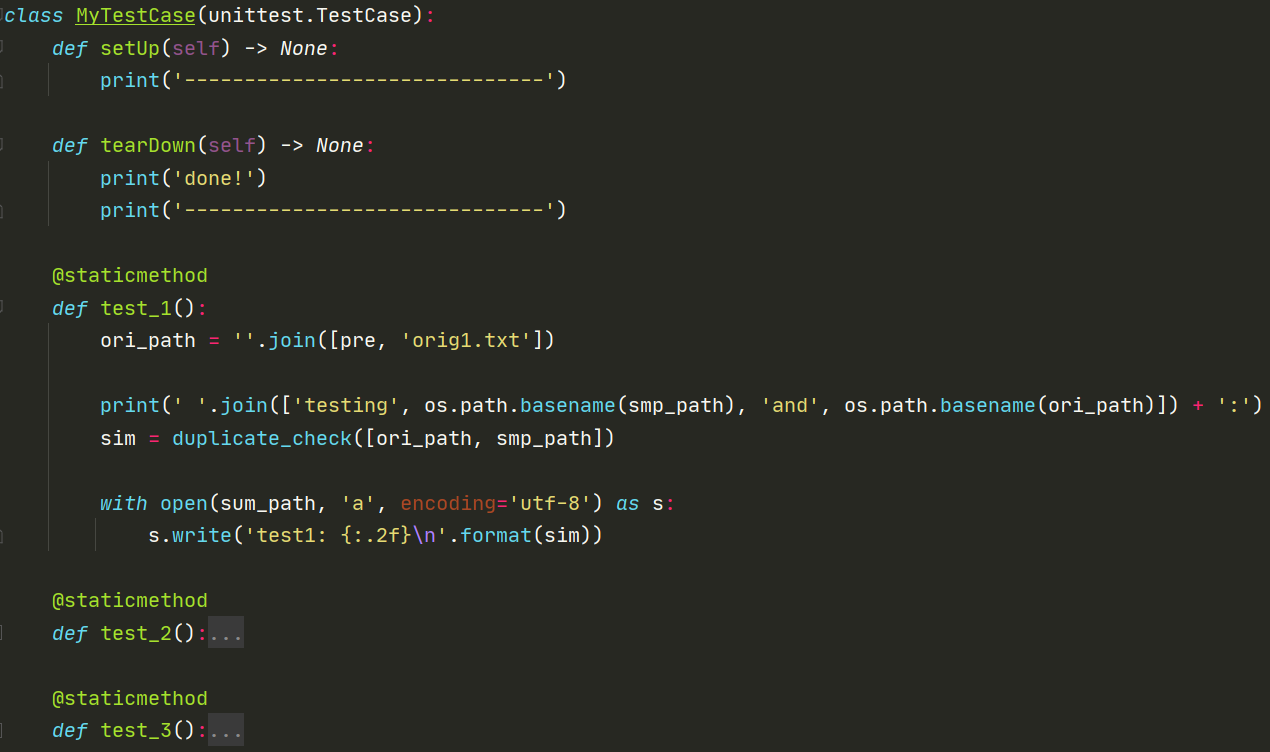 class MyTestCase(unittest.TestCase):
    def setUp(self) -> None:
        print('------------------------------')
    def tearDown(self) -> None:
        print('done!')
        print('------------------------------')
    @staticmethod
    def test_1():
        ori_path = ''.join([pre, 'orig1.txt'])
        print(' '.join(['testing', os.path.basename(smp_path), 'and', os.path.basename(ori_path)]) + ':')
        sim = duplicate_check([ori_path, smp_path])
        with open(sum_path, 'a', encoding='utf-8') as s:
            s.write('test1: {:.2f}\n'.format(sim))
    @staticmethod
    def test_2():...
    @staticmethod
    def test_3():...